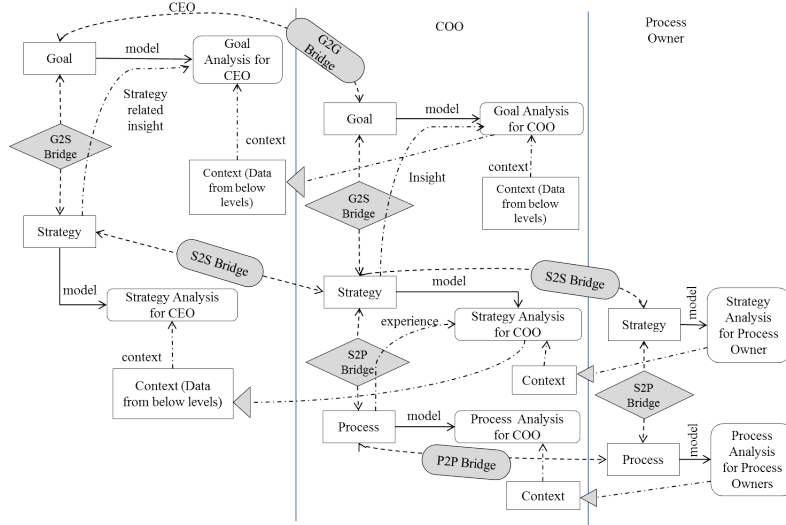 CEO
COO
Process
Owner
G2G
Bridge
Goal
model
Goal
Analysis for
CEO
Strategy
related
insight
context
G2S
Bridge
Context (Data
from below
levels)
Strategy
S2S Bridge
model
Strategy Analysis
for CEO
context
Context (Data
from below levels)
Goal
model
Goal Analysis
for COO
context
Insight
Context (Data
from below
levels)
G2S
Bridge
Strategy
model
S2S Bridge
experience
Strategy Analysis
for COO
S2P
Bridge
Context
Process
model
Process Analysis
for COO
P2P Bridge
Context
Strategy
model
Strategy
Analysis
for Process
Owner
S2P
Bridge
Process
model
Process
Analysis
for Process
Owners